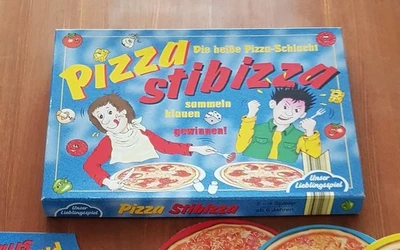 Pizza
Die heiße Pizza-Schlacht
stibizza
sammeln
klauen
gewinnen!
Unser
Lieblingsspiel
Unser
Lieblingsspiel
Pizza Stibizza